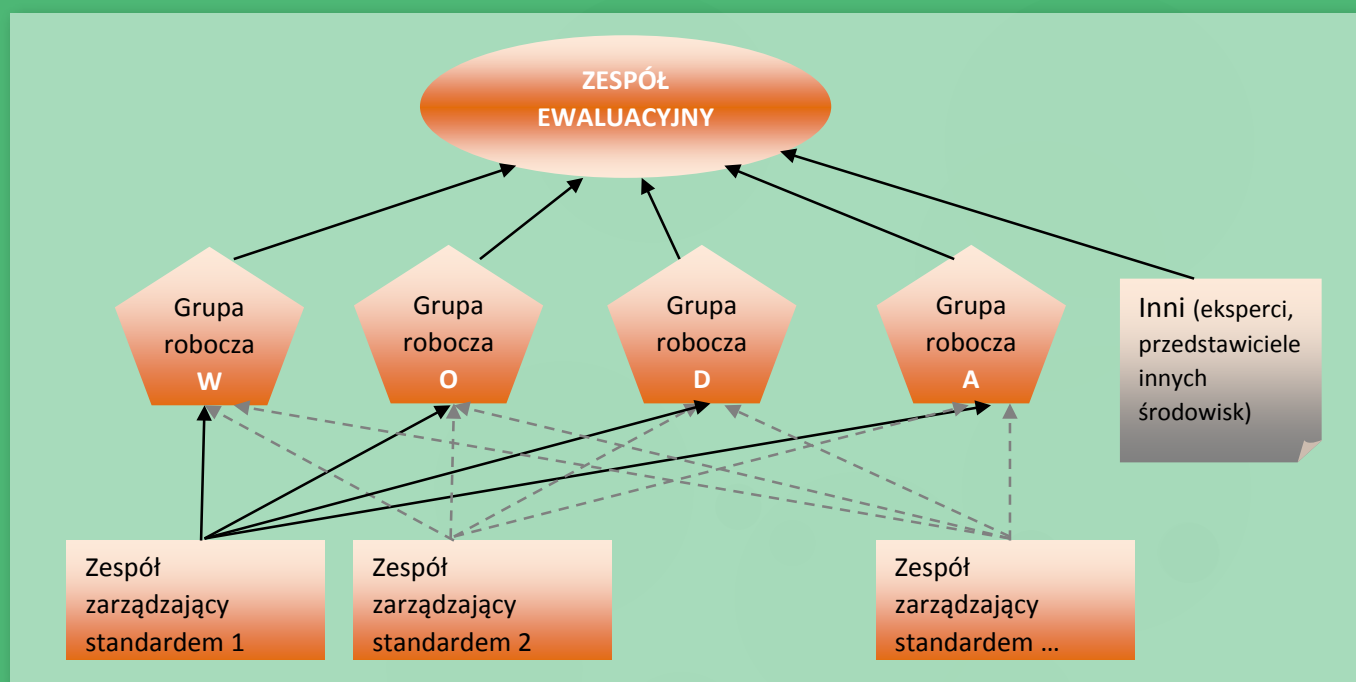 ZESPÓŁ
EWALUACYJNY
Grupa
robocza
W
Grupa
robocza
O
Grupa
robocza
D
Grupa
robocza
A
Inni (eksperci,
przedstawiciele
innych
środowisk)
Zespół
zarządzający
standardem 1
Zespół
zarządzający
standardem 2
Zespół
zarządzający
standardem ...